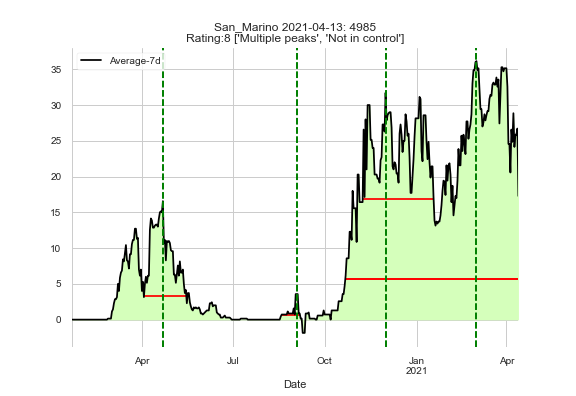 San_Marino 2021-04-13: 4985
Rating:8 ['Multiple peaks', 'Not in control']
Average-7d
35
30
25
20
15
10
5
0
Apr
Jul
Oct
Jan
2021
Apr
Date